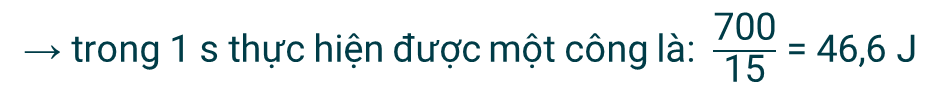 → trong 1 s thực hiện được một công là: 700/15 = 46,6 J